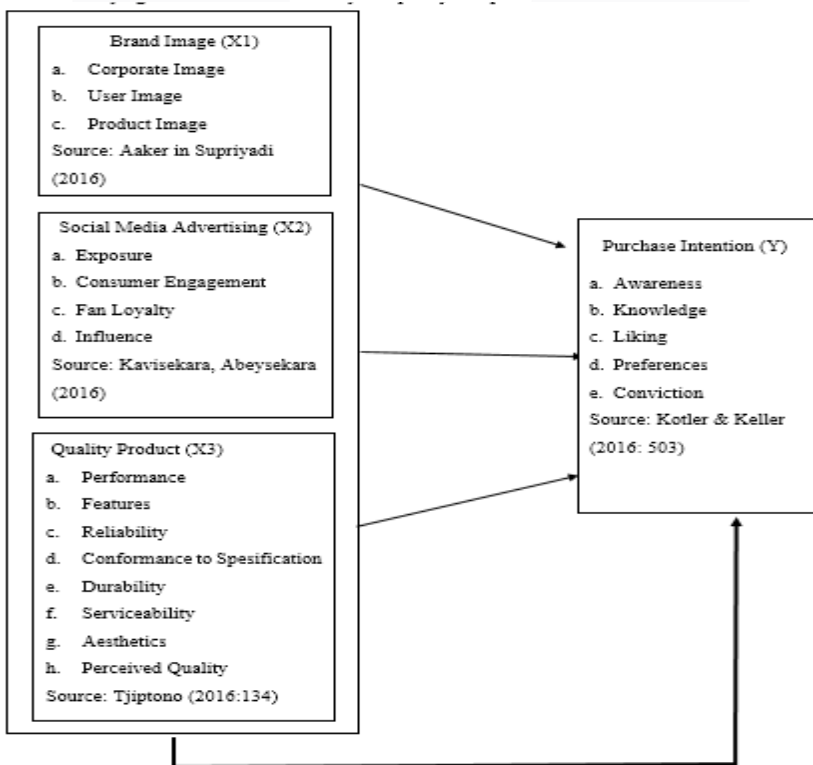 Brand Image (X1)
a. Corporate Image
b. User Image
c. Product Image
Source: Aaker in Supriyadi
(2016)
Social Media Advertising (X2)
a. Exposure
b. Consumer Engagement
c. Fan Loyalty
d. Influence
Source: Kavisekara, Abeysekara
(2016)
Quality Product (X3)
a. Performance
b. Features
c. Reliability
d. Conformance to Spesification
e. Durability
f. Serviceability
g. Aesthetics
h. Perceived Quality
Source: Tjiptono (2016:134)
Purchase Intention (Y)
a. Awareness
b. Knowledge
c. Liking
d. Preferences
e. Conviction
Source: Kotler & Keller
(2016: 503)